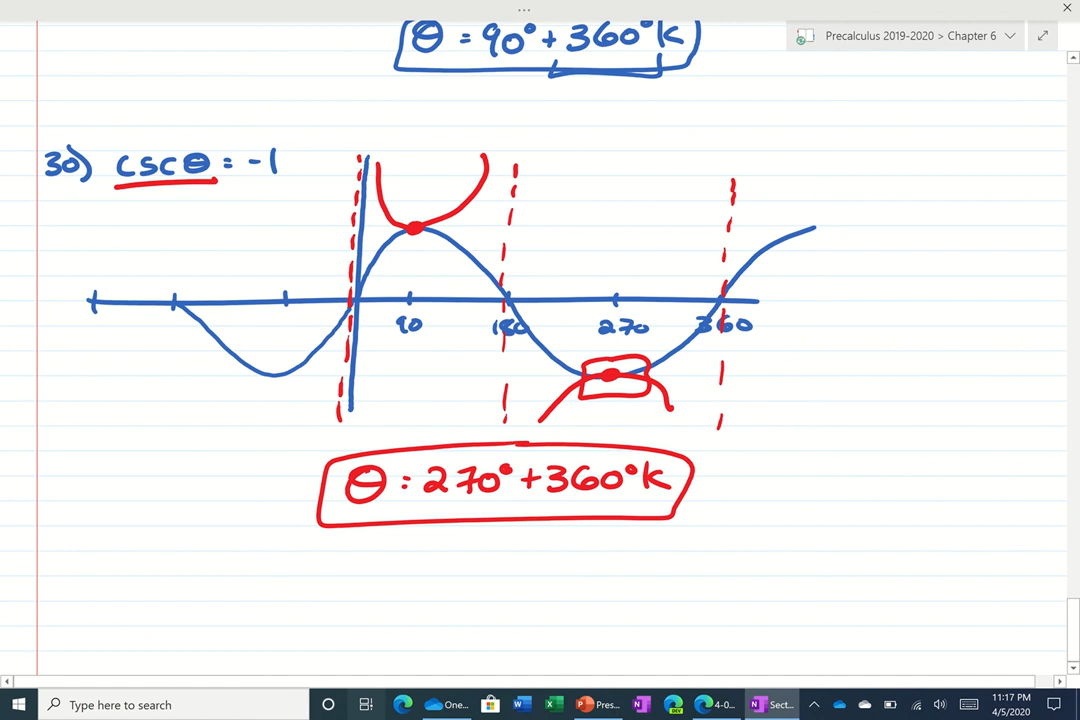 Precalculus 2019-2020 > Chapter 6
θ = 90° + 360°k
30) csc θ = -1
90 180 270 360
θ = 270° + 360°k
Type here to search
One...
Pres...
4-0...
Sect...
11:17 PM
4/5/2020